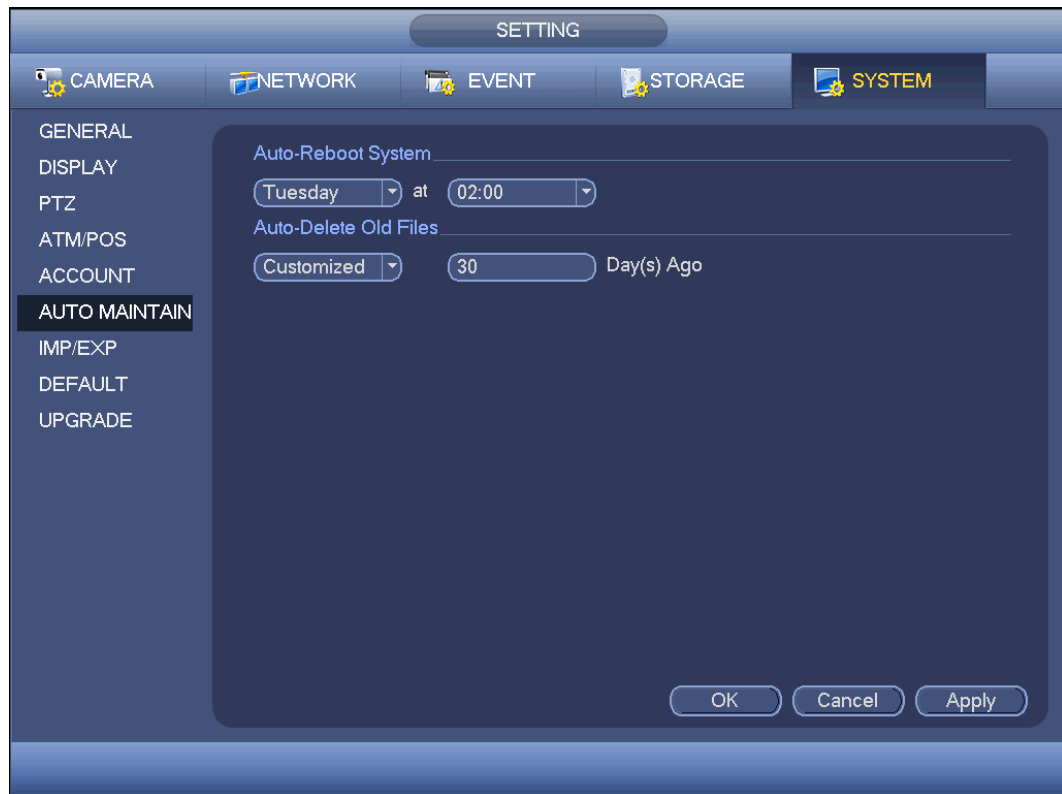 SETTING
CAMERA NETWORK EVENT STORAGE SYSTEM
GENERAL
DISPLAY
PTZ
ATM/POS
ACCOUNT
AUTO MAINTAIN
IMP/EXP
DEFAULT
UPGRADE
Auto-Reboot System
Tuesday at 02:00
Auto-Delete Old Files
Customized 30 Day(s) Ago
OK Cancel Apply